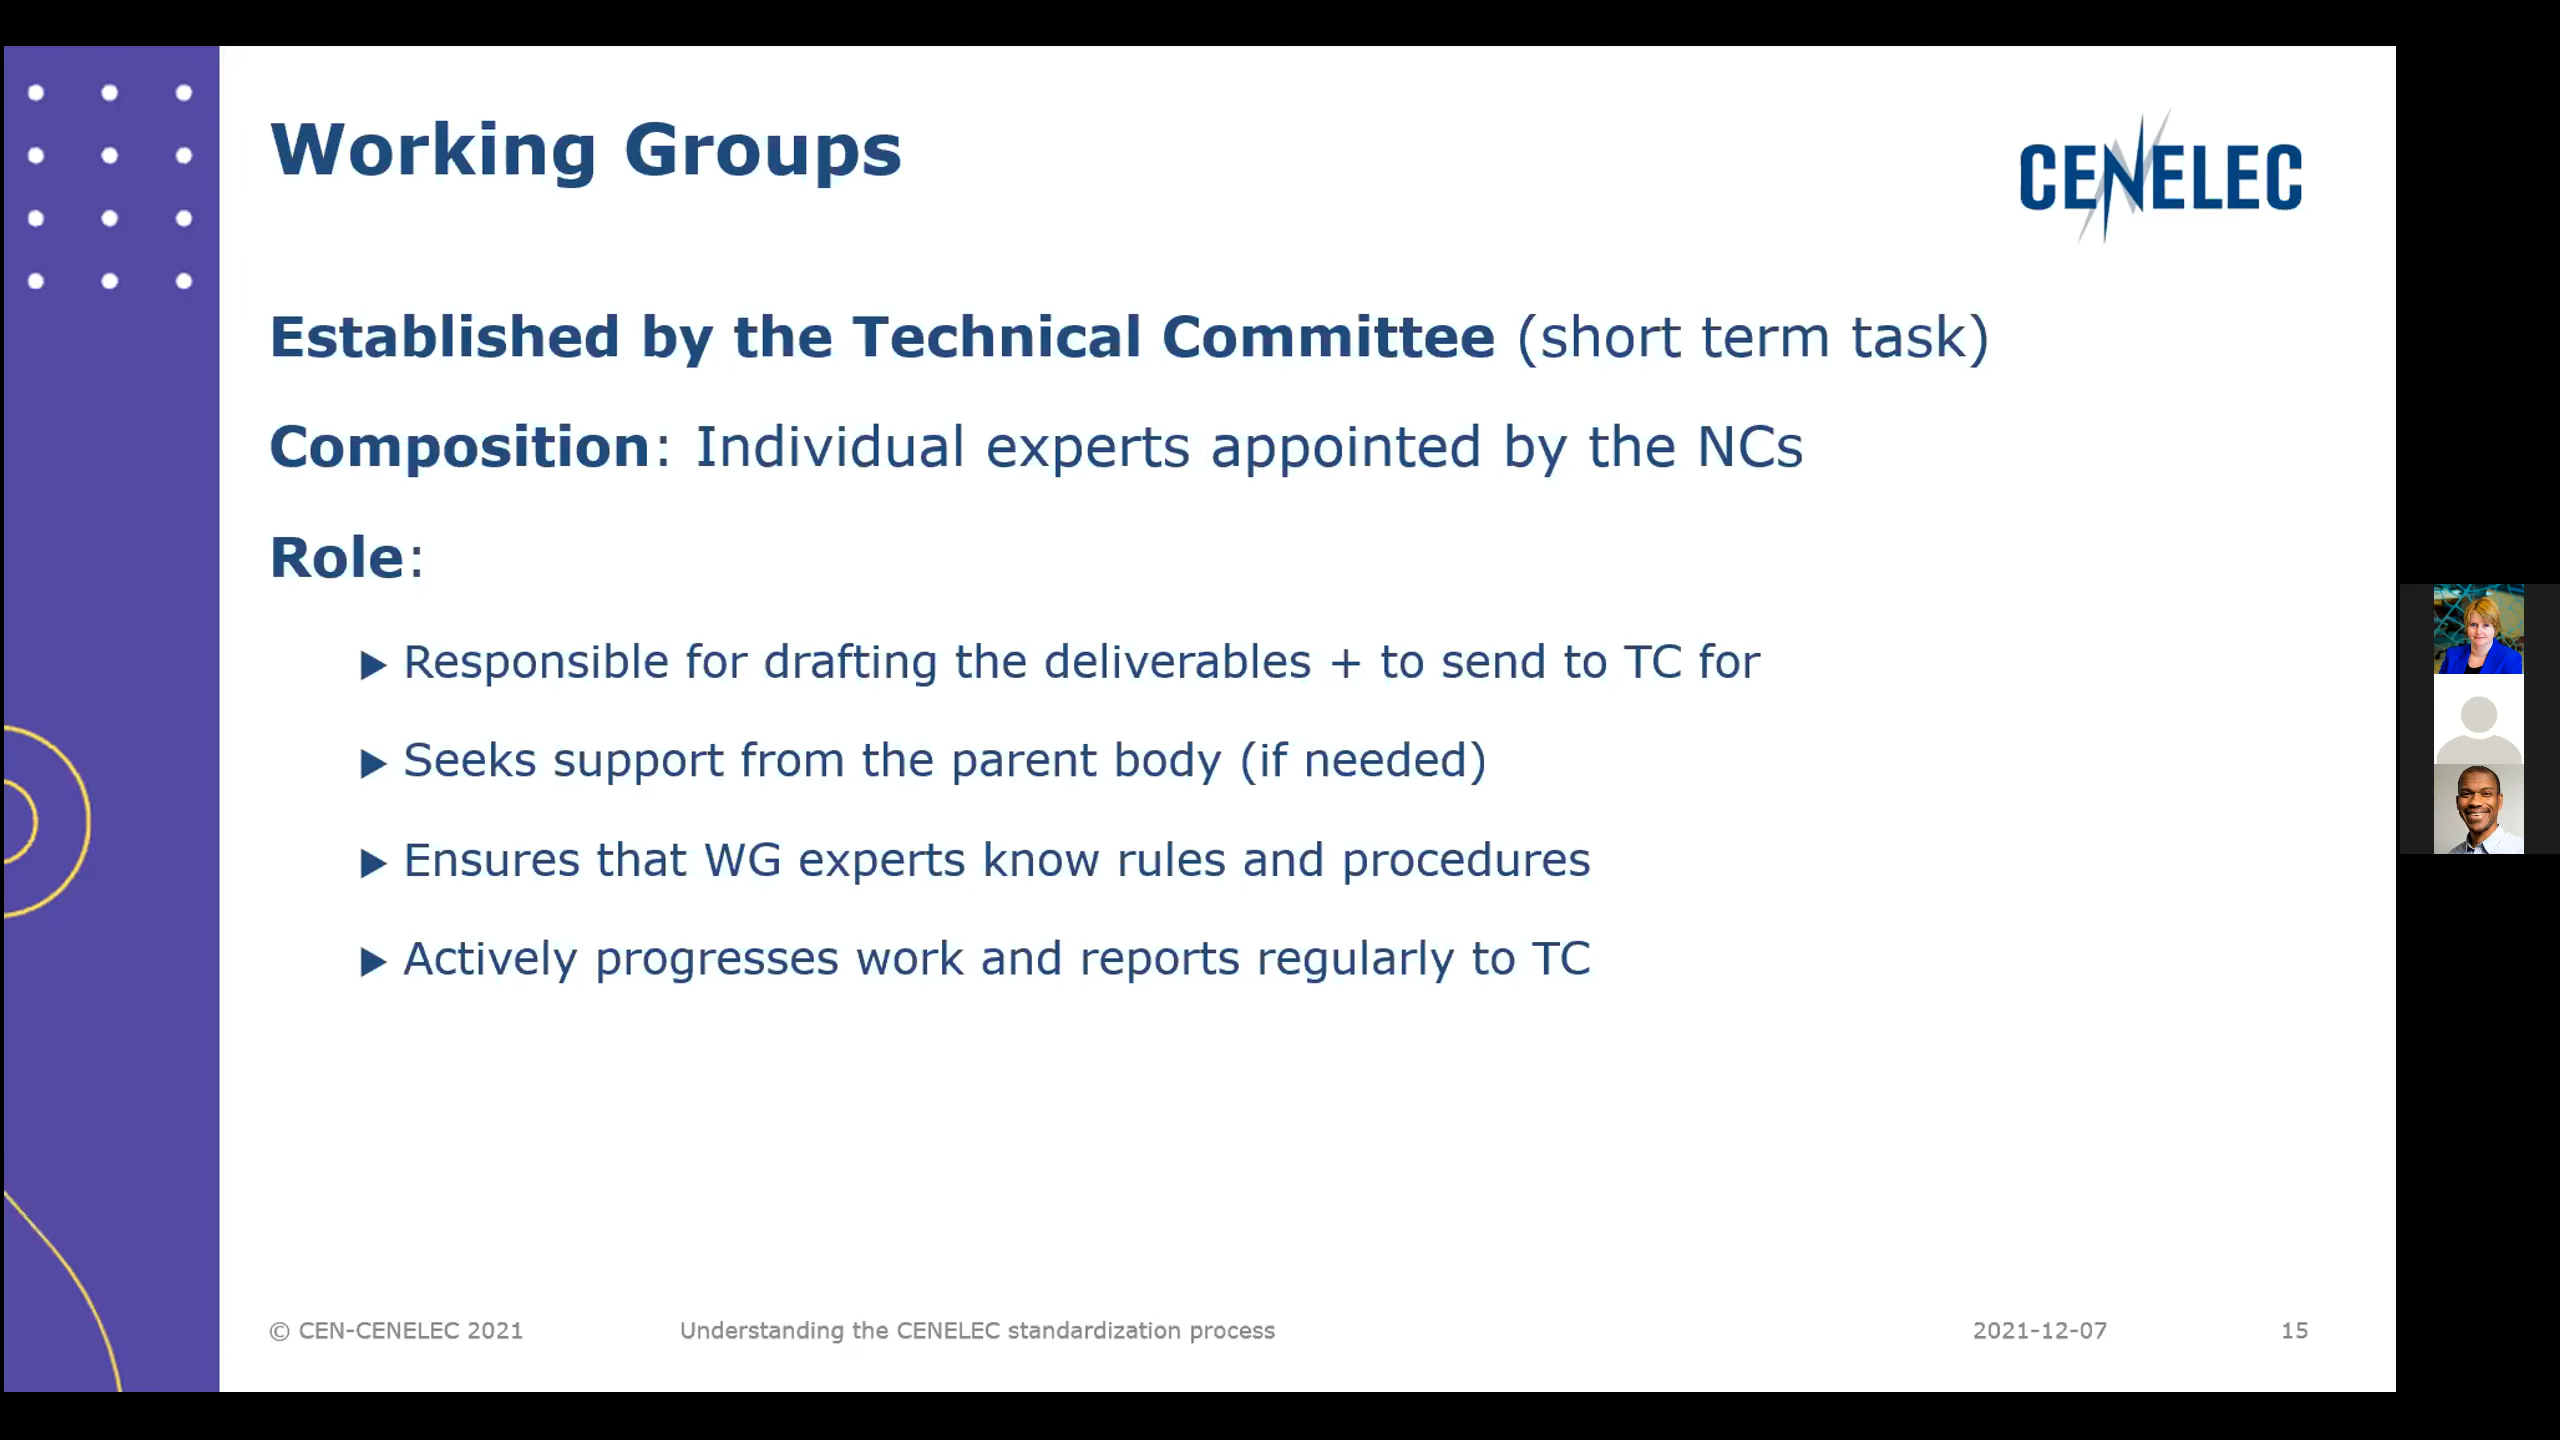 Working Groups
CENELEC
Established by the Technical Committee (short term task)
Composition: Individual experts appointed by the NCs
Role:
▶ Responsible for drafting the deliverables + to send to TC for
▶ Seeks support from the parent body (if needed)
▶ Ensures that WG experts know rules and procedures
▶ Actively progresses work and reports regularly to TC
© CEN-CENELEC 2021 Understanding the CENELEC standardization process 2021-12-07 15